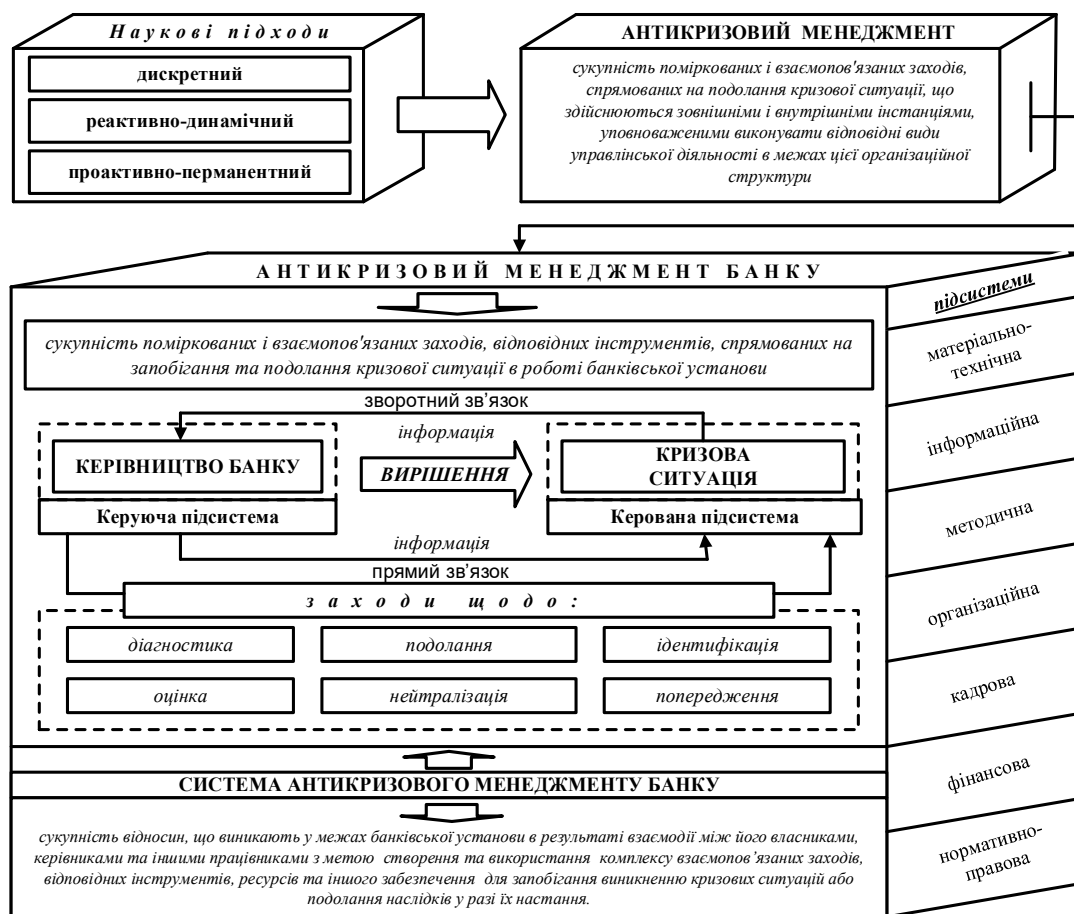 Наукові підходи
дискретний
реактивно-динамічний
проактивно-перманентний
АНТИКРИЗОВИЙ МЕНЕДЖМЕНТ
сукупність поміркованих і взаємопов'язаних заходів,
спрямованих на подолання кризової ситуації, що
здійснюються зовнішніми і внутрішніми інстанціями,
уповноваженими виконувати відповідні види
управлінської діяльності в межах цієї організаційної
структури
АНТИКРИЗОВИЙ МЕНЕДЖМЕНТ БАНКУ
сукупність поміркованих і взаємопов'язаних заходів, відповідних інструментів, спрямованих на
запобігання та подолання кризової ситуації в роботі банківської установи
зворотний зв’язок
інформація
КЕРІВНИЦТВО БАНКУ
ВИРІШЕННЯ
КРИЗОВА
СИТУАЦІЯ
Керуюча підсистема
Керована підсистема
інформація
прямий зв’язок
заходи щодо:
діагностика
подолання
ідентифікація
оцінка
нейтралізація
попередження
СИСТЕМА АНТИКРИЗОВОГО МЕНЕДЖМЕНТУ БАНКУ
сукупність відносин, що виникають у межах банківської установи в результаті взаємодії між його власниками,
керівниками та іншими працівниками з метою створення та використання комплексу взаємопов’язаних заходів,
відповідних інструментів, ресурсів та іншого забезпечення для запобігання виникненню кризових ситуацій або
подолання наслідків у разі їх настання.
підсистеми
матеріально-
технічна
інформаційна
методична
організаційна
кадрова
фінансова
нормативно-
правова